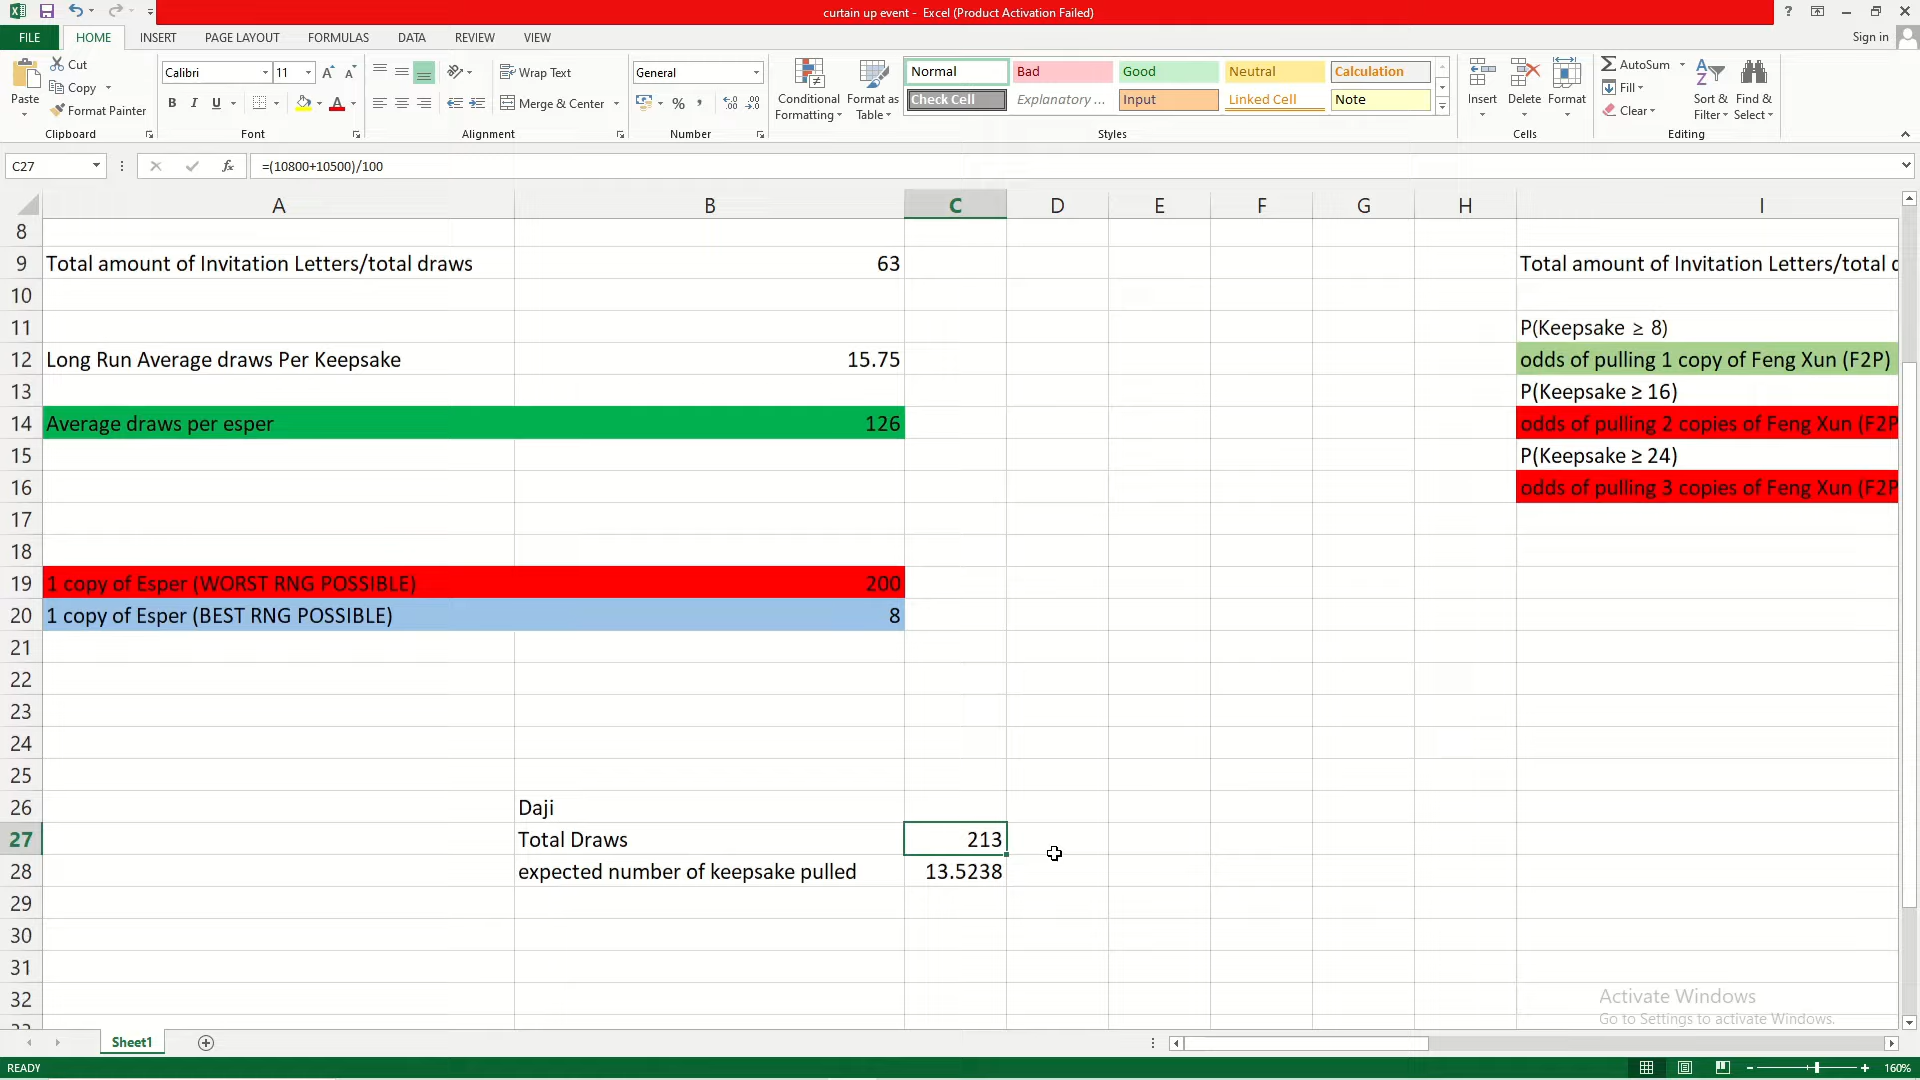 curtain up event - Excel (Product Activation Failed)
?
FILE HOME INSERT PAGE LAYOUT FORMULAS DATA REVIEW VIEW Sign in
Paste
Cut
Copy
Format Painter
Clipboard
Calibri 11 A A
B I U A
Font
Wrap Text
Merge & Center
Alignment
General
% ,
Number
Conditional Formatting
Format as Table
Normal Bad Good Neutral Calculation
Check Cell Explanatory ... Input Linked Cell Note
Styles
Insert Delete Format
Cells
AutoSum
Fill
Clear
Sort & Filter
Find & Select
Editing
C27 fx =(10800+10500)/100
A B C D E F G H I
8
9 Total amount of Invitation Letters/total draws 63 Total amount of Invitation Letters/total d
10
11 P(Keepsake ≥ 8)
12 Long Run Average draws Per Keepsake 15.75 odds of pulling 1 copy of Feng Xun (F2P)
13 P(Keepsake ≥ 16)
14 Average draws per esper 126 odds of pulling 2 copies of Feng Xun (F2P
15 P(Keepsake ≥ 24)
16 odds of pulling 3 copies of Feng Xun (F2P
17
18
19 1 copy of Esper (WORST RNG POSSIBLE) 200
20 1 copy of Esper (BEST RNG POSSIBLE) 8
21
22
23
24
25
26 Daji
27 Total Draws 213
28 expected number of keepsake pulled 13.5238
29
30
31
32
Activate Windows
Go to Settings to activate Windows.
Sheet1
READY 160%